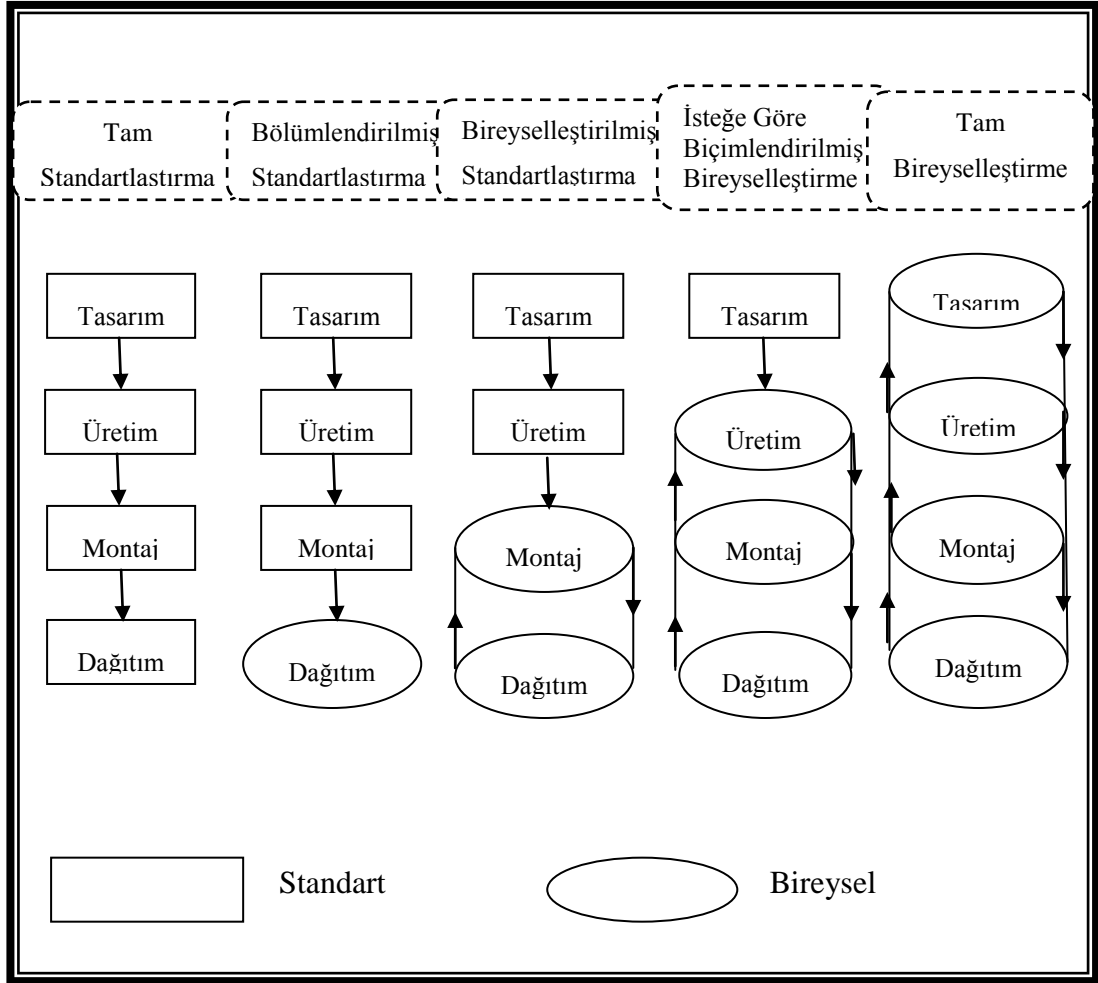 Tam
Standartlastırma
Bölümlendirilmiş
Standartlastırma
Bireyselleştirilmiş
Standartlastırma
İsteğe Göre
Biçimlendirilmiş
Bireyselleştirme
Tam
Bireyselleştirme
Tasarım
Üretim
Montaj
Dağıtım
Tasarım
Üretim
Montaj
Dağıtım
Tasarım
Üretim
Montaj
Dağıtım
Tasarım
Üretim
Montaj
Dağıtım
Tasarım
Üretim
Montaj
Dağıtım
Standart
Bireysel